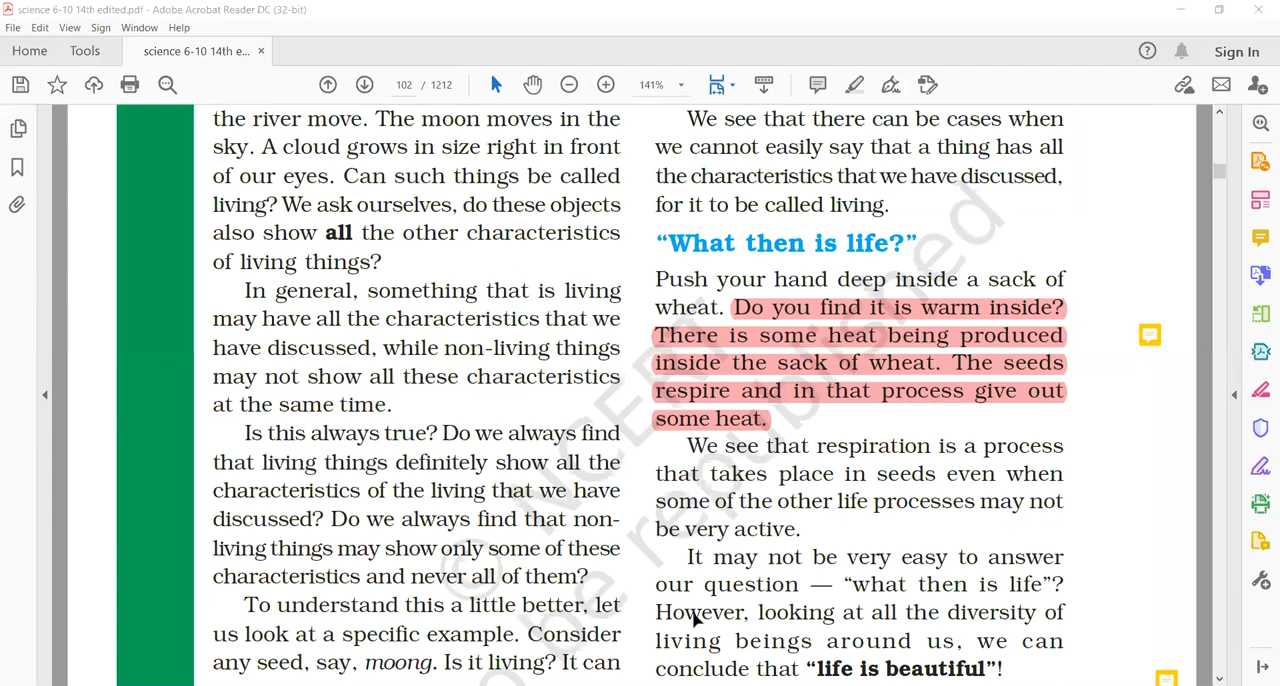 science 6-10 14th edited.pdf - Adobe Acrobat Reader DC (32-bit)
File Edit View Sign Window Help
Home Tools science 6-10 14th e... × Sign In
102 / 1212 141%
the river move. The moon moves in the
sky. A cloud grows in size right in front
of our eyes. Can such things be called
living? We ask ourselves, do these objects
also show all the other characteristics
of living things?
In general, something that is living
may have all the characteristics that we
have discussed, while non-living things
may not show all these characteristics
at the same time.
Is this always true? Do we always find
that living things definitely show all the
characteristics of the living that we have
discussed? Do we always find that non-
living things may show only some of these
characteristics and never all of them?
To understand this a little better, let
us look at a specific example. Consider
any seed, say, moong. Is it living? It can
We see that there can be cases when
we cannot easily say that a thing has all
the characteristics that we have discussed,
for it to be called living.
“What then is life?”
Push your hand deep inside a sack of
wheat. Do you find it is warm inside?
There is some heat being produced
inside the sack of wheat. The seeds
respire and in that process give out
some heat.
We see that respiration is a process
that takes place in seeds even when
some of the other life processes may not
be very active.
It may not be very easy to answer
our question — “what then is life”?
However, looking at all the diversity of
living beings around us, we can
conclude that “life is beautiful”!
© NCERT
be republished